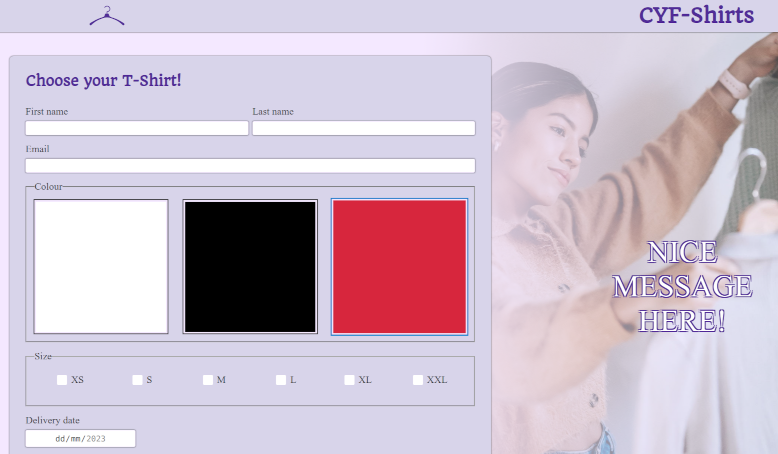 CYF-Shirts
Choose your T-Shirt!
First name
Last name
Email
Colour
Size
XS
S
M
L
XL
XXL
Delivery date
dd/mm/2023
NICE
MESSAGE
HERE!